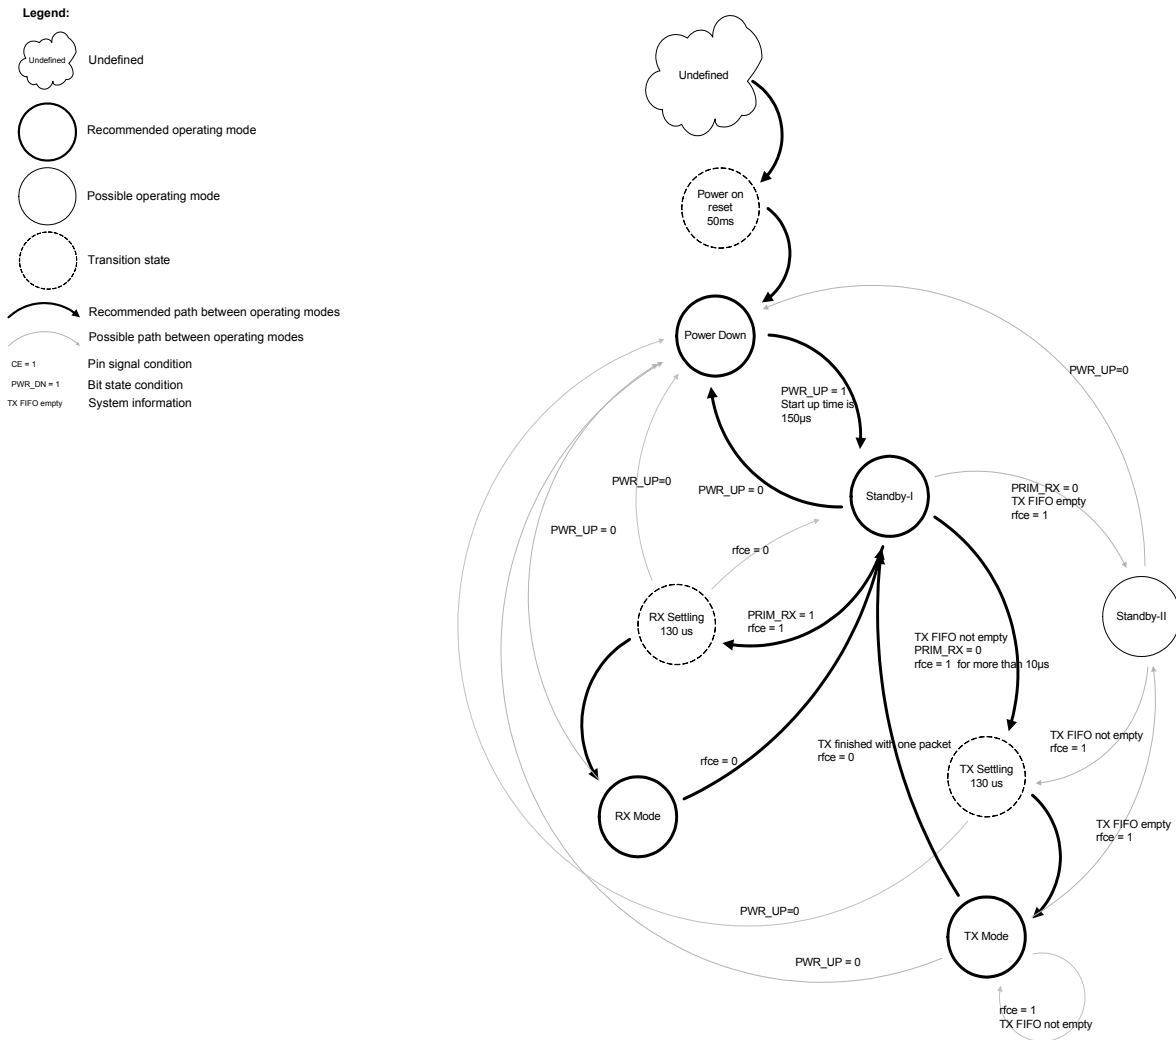 Legend:
Undefined
Undefined
Recommended operating mode
Possible operating mode
Transition state
Recommended path between operating modes
Possible path between operating modes
CE = 1
Pin signal condition
PWR_DN = 1
Bit state condition
TX FIFO empty
System information
Undefined
Power on
reset
50ms
Power Down
PWR_UP=0
PWR_UP = 1
Start up time is
150µs
PWR_UP=0
PWR_UP = 0
Standby-I
PRIM_RX = 0
TX FIFO empty
rfce = 1
PWR_UP = 0
rfce = 0
RX Settling
130 us
PRIM_RX = 1
rfce = 1
Standby-II
TX FIFO not empty
PRIM_RX = 0
rfce = 1  for more than 10µs
TX finished with one packet
rfce = 0
rfce = 0
TX FIFO not empty
rfce = 1
TX Settling
130 us
RX Mode
TX FIFO empty
rfce = 1
PWR_UP=0
TX Mode
PWR_UP = 0
rfce = 1
TX FIFO not empty